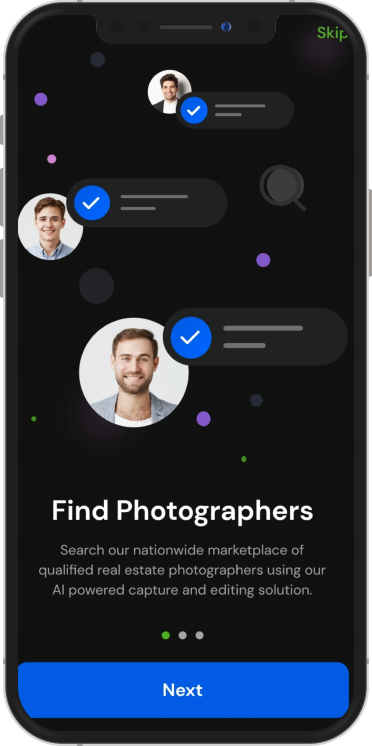 Skip
Find Photographers
Search our nationwide marketplace of
qualified real estate photographers using our
AI powered capture and editing solution.
Next